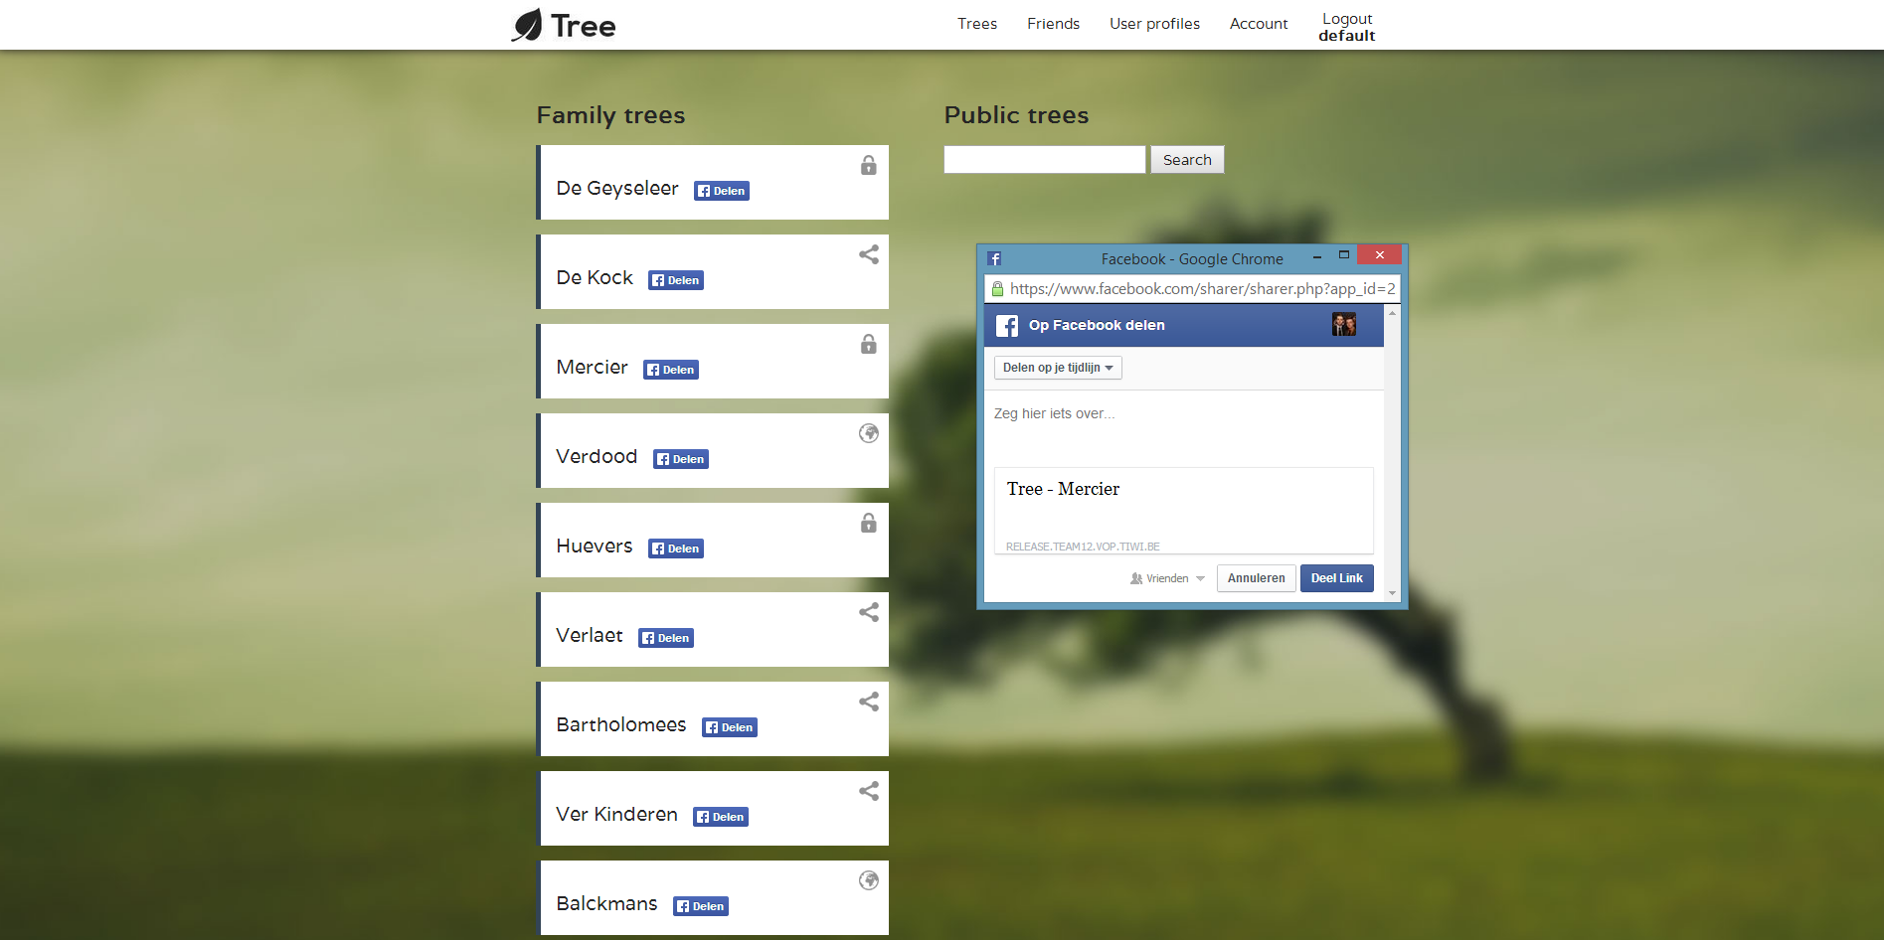 Tree
Trees
Friends
User profiles
Account
Logout
default
Family trees
De Geyseleer
Delen
De Kock
Delen
Mercier
Delen
Verdood
Delen
Huevers
Delen
Verlaet
Delen
Bartholomees
Delen
Ver Kinderen
Delen
Balckmans
Delen
Public trees
Search
Facebook - Google Chrome
https://www.facebook.com/sharer/sharer.php?app_id=2
Op Facebook delen
Delen op je tijdlijn
Zeg hier iets over...
Tree - Mercier
RELEASE.TEAM12.VOP.TIWI.BE
Vrienden
Annuleren
Deel Link